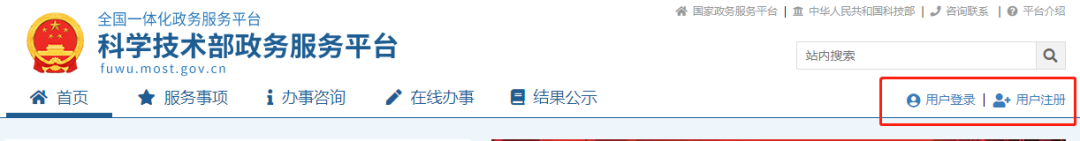 国家政务服务平台 | 中华人民共和国科技部 | 咨询联系 | 平台介绍
全国一体化政务服务平台
科学技术部政务服务平台
fuwu.most.gov.cn
站内搜索
首页 服务事项 办事咨询 在线办事 结果公示 用户登录 | 用户注册